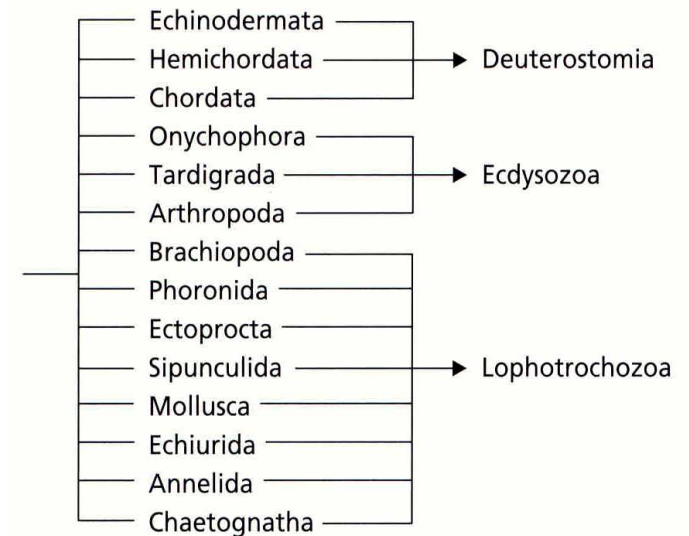 Echinodermata
Hemichordata Deuterostomia
Chordata
Onychophora
Tardigrada Ecdysozoa
Arthropoda
Brachiopoda
Phoronida
Ectoprocta
Sipunculida Lophotrochozoa
Mollusca
Echiurida
Annelida
Chaetognatha